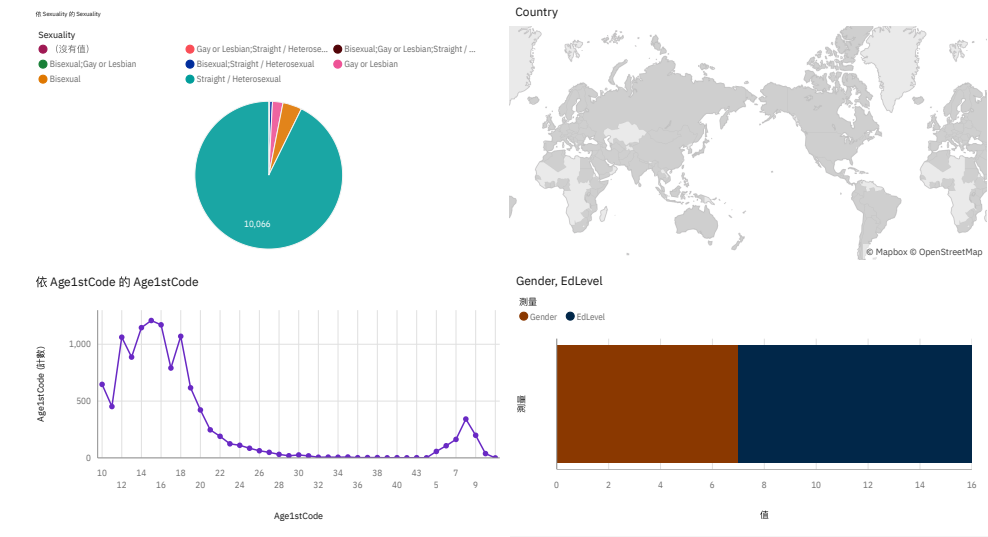 依 Sexuality 的 Sexuality
Sexuality
（沒有值）
Gay or Lesbian;Straight / Heterose...
Bisexual;Gay or Lesbian;Straight / ...
Bisexual;Gay or Lesbian
Bisexual;Straight / Heterosexual
Gay or Lesbian
Bisexual
Straight / Heterosexual
10,066
Country
© Mapbox © OpenStreetMap
依 Age1stCode 的 Age1stCode
Age1stCode (計數)
1,000
500
0
10 14 18 22 26 30 34 38 43 7
12 16 20 24 28 32 36 40 5 9
Age1stCode
Gender, EdLevel
測量
Gender
EdLevel
測量
0 2 4 6 8 10 12 14 16
值